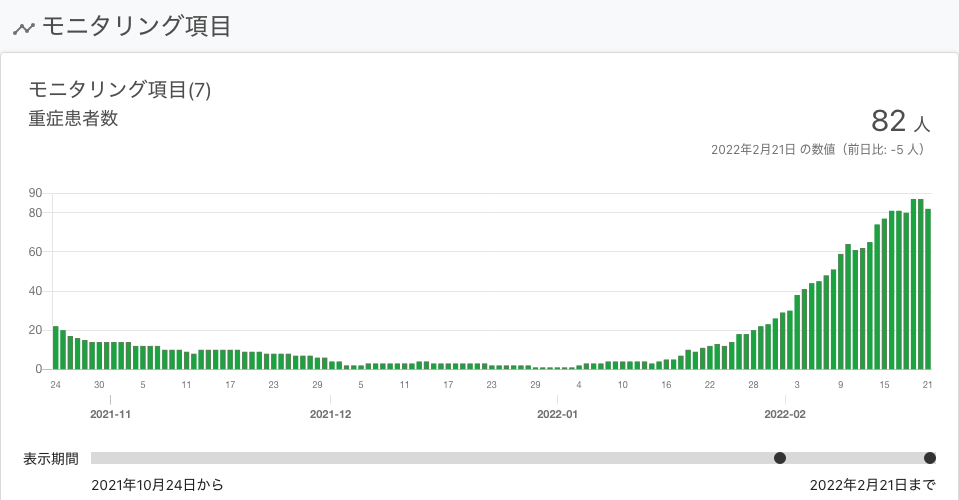 モニタリング項目
モニタリング項目(7)
重症患者数
82 人
2022年2月21日 の数値（前日比: -5 人）
90
80
60
40
20
0
24 30 5 11 17 23 29 5 11 17 23 29 4 10 16 22 28 3 9 15 21
2021-11 2021-12 2022-01 2022-02
表示期間
2021年10月24日から 2022年2月21日まで